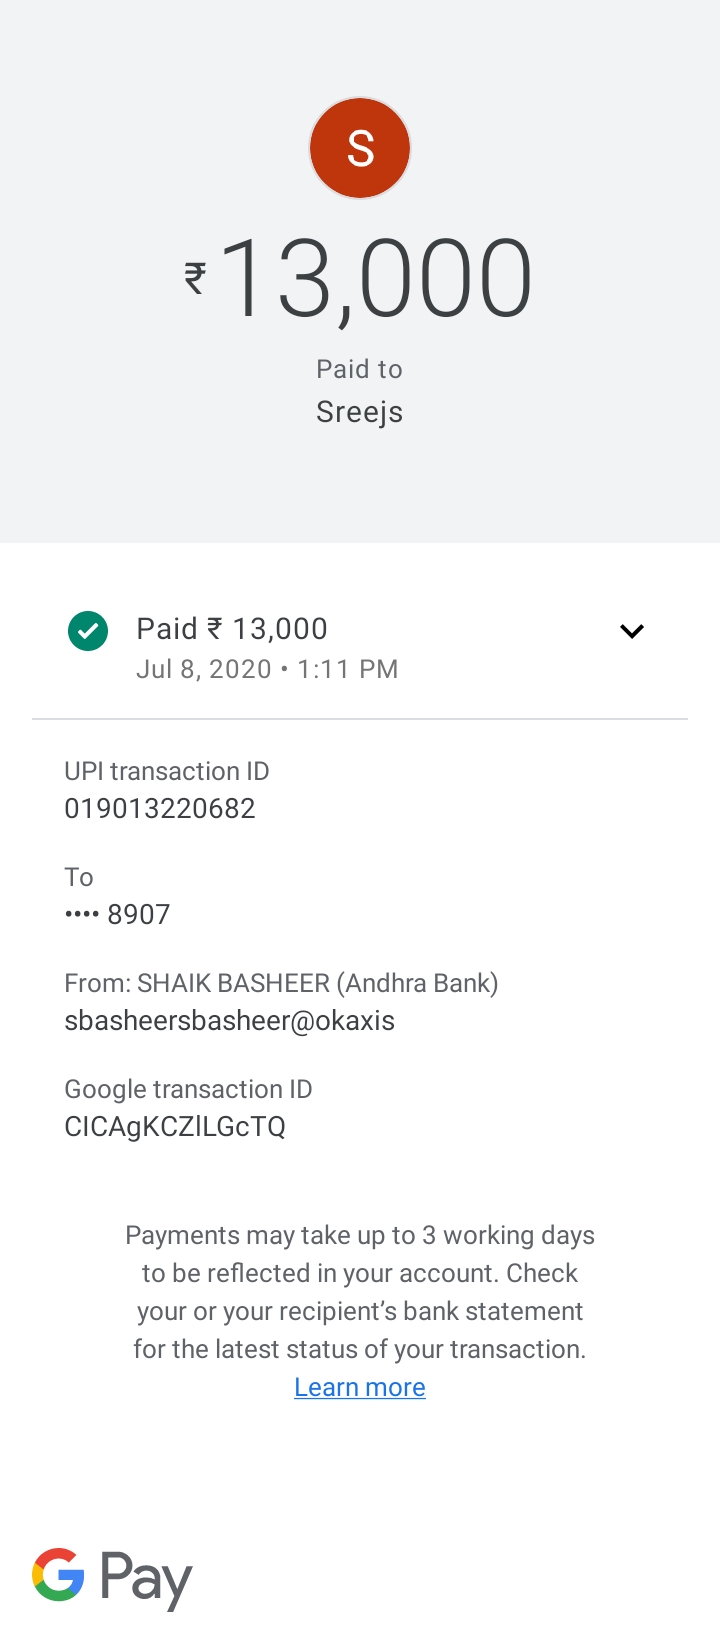 S
₹13,000
Paid to
Sreejs
Paid ₹ 13,000
Jul 8, 2020 • 1:11 PM
UPI transaction ID
019013220682
To
•••• 8907
From: SHAIK BASHEER (Andhra Bank)
sbasheersbasheer@okaxis
Google transaction ID
CICAgKCZlLGcTQ
Payments may take up to 3 working days
to be reflected in your account. Check
your or your recipient’s bank statement
for the latest status of your transaction.
Learn more
G Pay